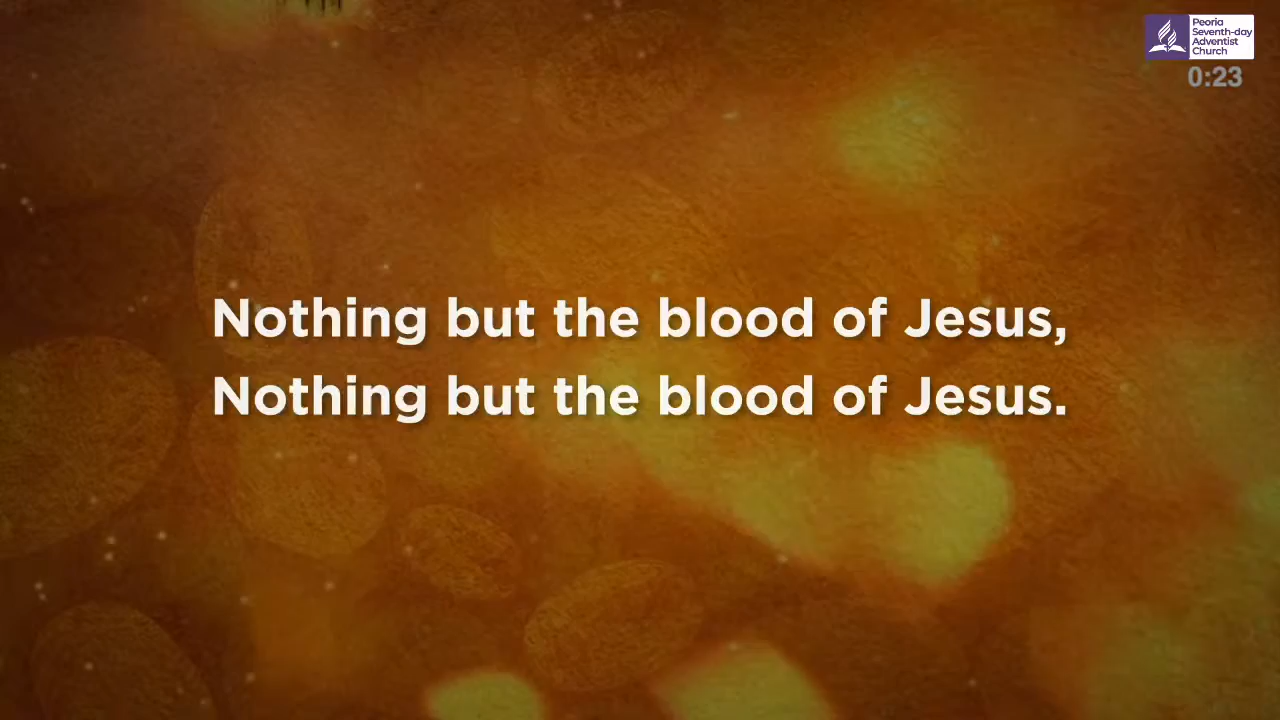 Peoria
Seventh-day
Adventist
Church
0:23
Nothing but the blood of Jesus,
Nothing but the blood of Jesus.